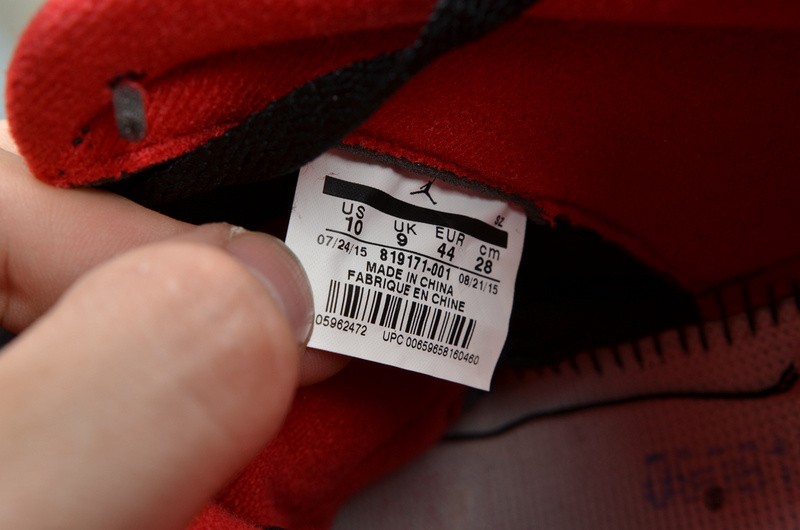 SZ
US UK EUR cm
10 9 44 28
07/24/15 819171-001 08/21/15
MADE IN CHINA
FABRIQUE EN CHINE
05962472 UPC 00659658160460